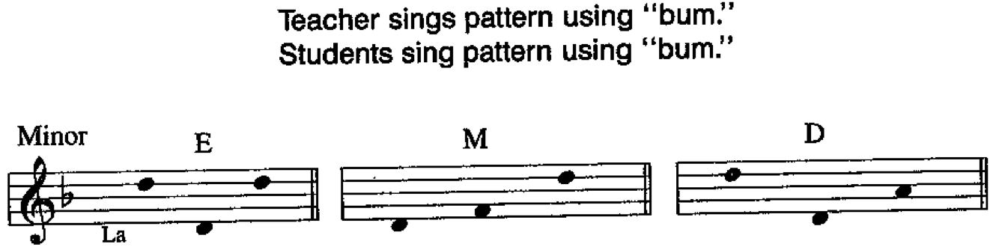 Teacher sings pattern using “bum.”
Students sing pattern using “bum.”
Minor E M D
La